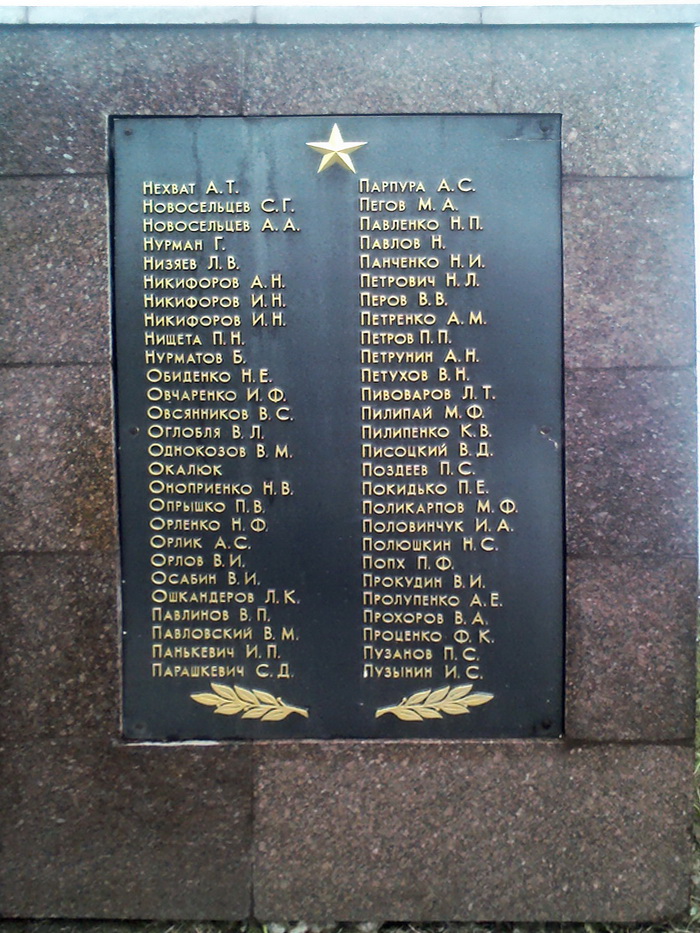 Нехват А.Т.
Новосельцев С.Г.
Новосельцев А.А.
Нурман Г.
Низяев Л.В.
Никифоров А.Н.
Никифоров И.Н.
Никифоров И.Н.
Нищета П.Н.
Нурматов Б.
Обиденко Н.Е.
Овчаренко И.Ф.
Овсянников В.С.
Оглобля В.Л.
Однокозов В.М.
Окалюк
Оноприенко Н.В.
Опрышко П.В.
Орленко Н.Ф.
Орлик А.С.
Орлов В.И.
Осабин В.И.
Ошкандеров Л.К.
Павлинов В.П.
Павловский В.М.
Панькевич И.П.
Парашкевич С.Д.
Парпура А.С.
Пегов М.А.
Павленко Н.П.
Павлов Н.
Панченко Н.И.
Петрович Н.Л.
Перов В.В.
Петренко А.М.
Петров П.П.
Петрунин А.Н.
Петухов В.Н.
Пивоваров Л.Т.
Пилипай М.Ф.
Пилипенко К.В.
Писоцкий В.Д.
Поздеев П.С.
Покидько П.Е.
Поликарпов М.Ф.
Половинчук И.А.
Полюшкин Н.С.
Попх П.Ф.
Прокудин В.И.
Пролупенко А.Е.
Прохоров В.А.
Проценко Ф.К.
Пузанов П.С.
Пузынин И.С.